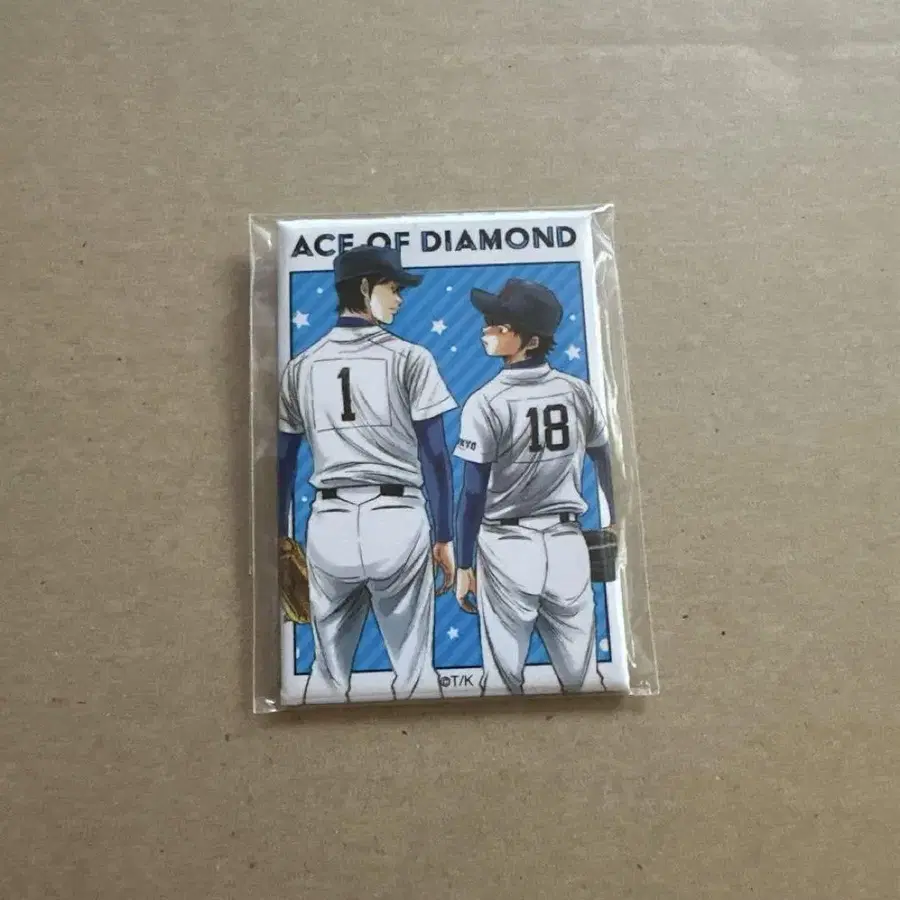 ACE OF DIAMOND
1
18
©T/K